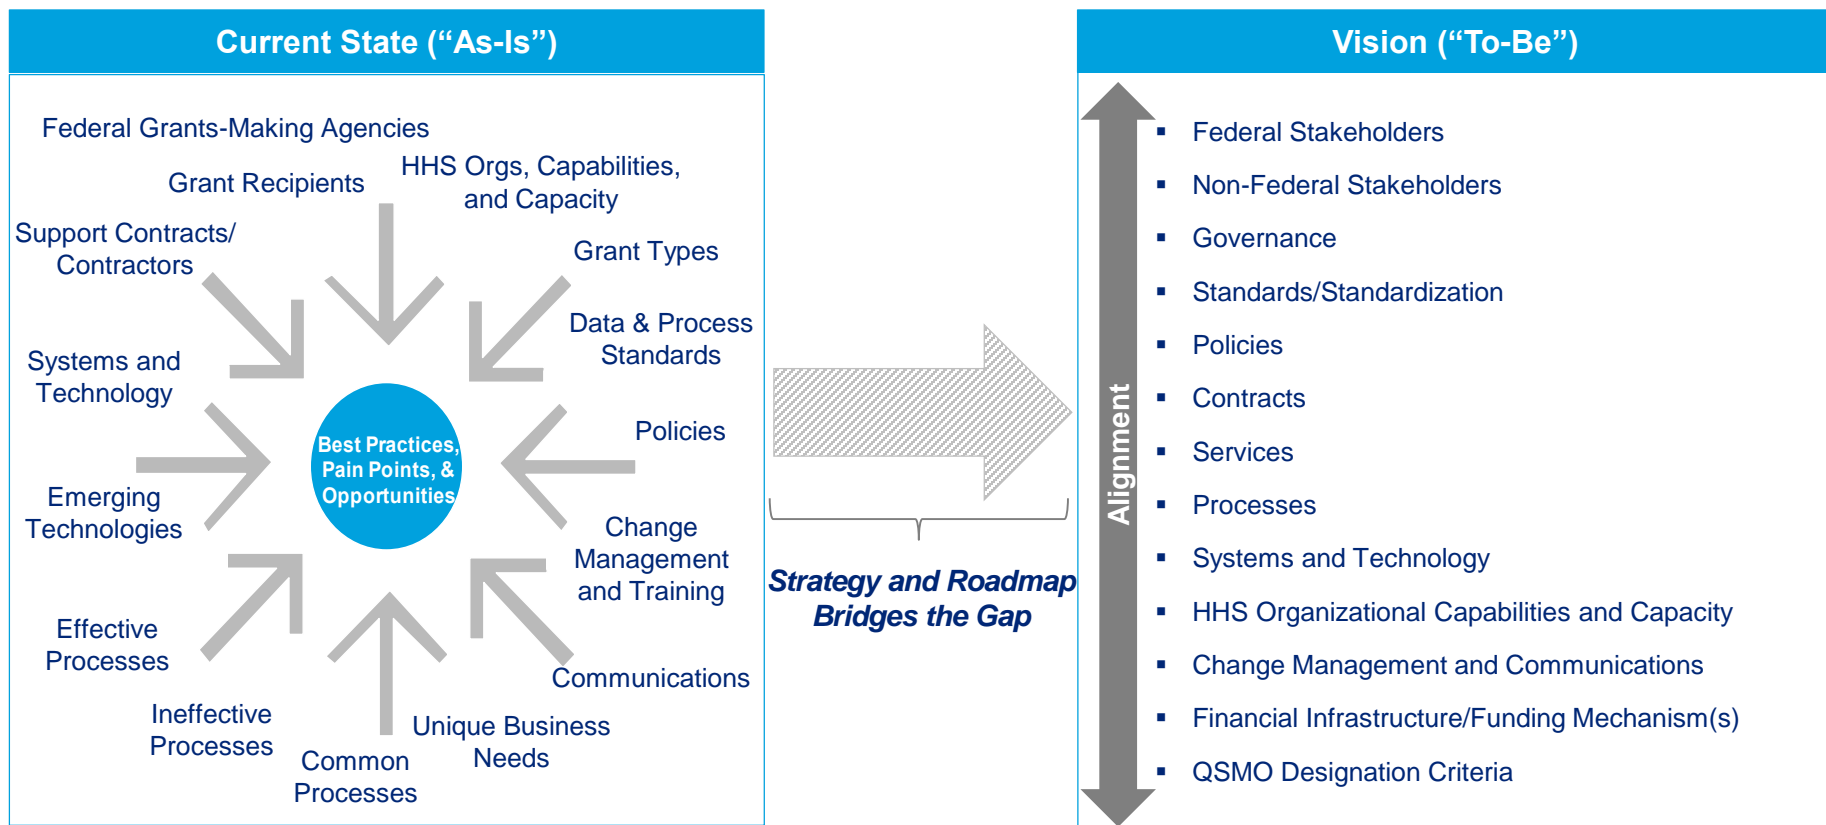 Current State (“As-Is”)
Federal Grants-Making Agencies
Grant Recipients
HHS Orgs, Capabilities,
and Capacity
Support Contracts/
Contractors
Grant Types
Data & Process
Standards
Systems and
Technology
Policies
Best Practices,
Pain Points, &
Opportunities
Emerging
Technologies
Change
Management
and Training
Effective
Processes
Communications
Ineffective
Processes
Unique Business
Needs
Common
Processes
Strategy and Roadmap
Bridges the Gap
Vision (“To-Be”)
Alignment
▪ Federal Stakeholders
▪ Non-Federal Stakeholders
▪ Governance
▪ Standards/Standardization
▪ Policies
▪ Contracts
▪ Services
▪ Processes
▪ Systems and Technology
▪ HHS Organizational Capabilities and Capacity
▪ Change Management and Communications
▪ Financial Infrastructure/Funding Mechanism(s)
▪ QSMO Designation Criteria